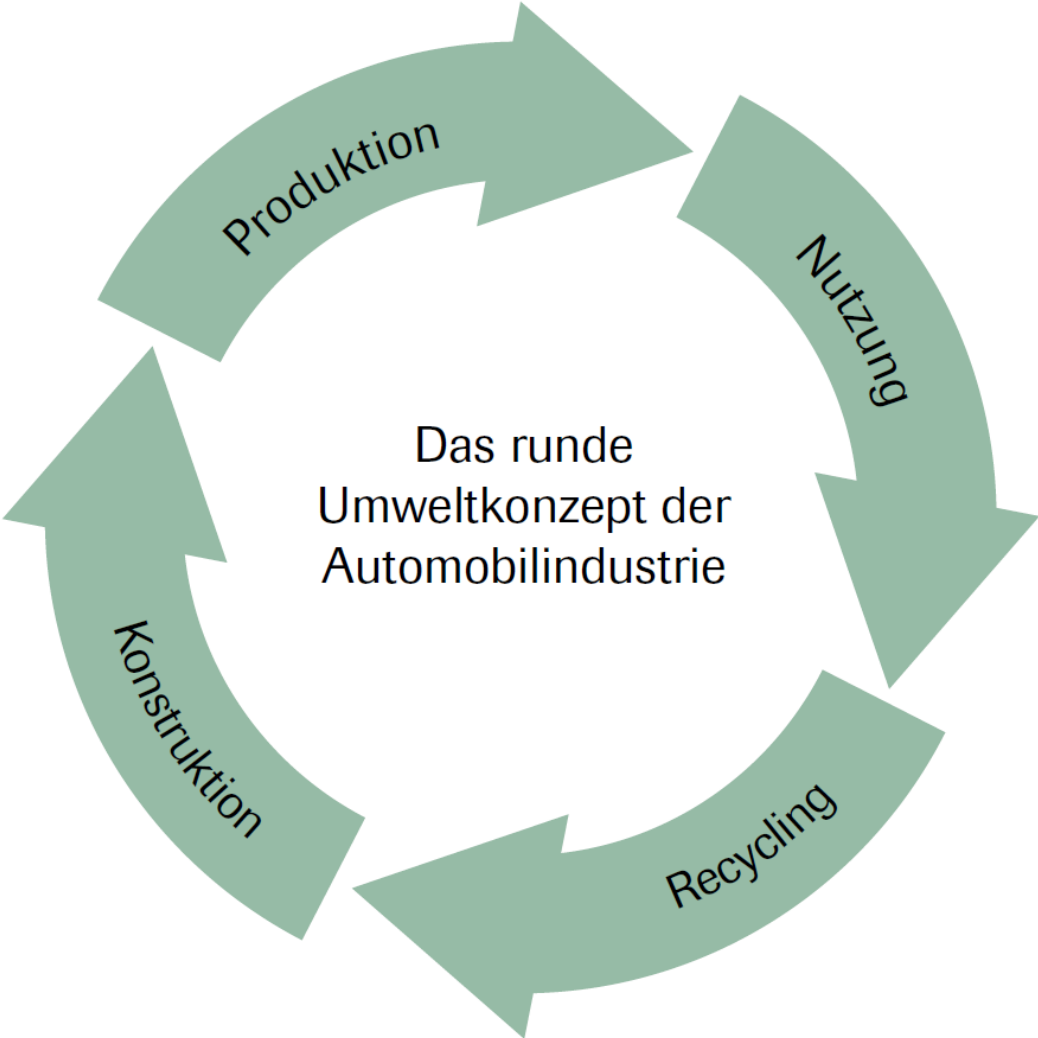 Produktion
Nutzung
Das runde
Umweltkonzept der
Automobilindustrie
Konstruktion
Recycling